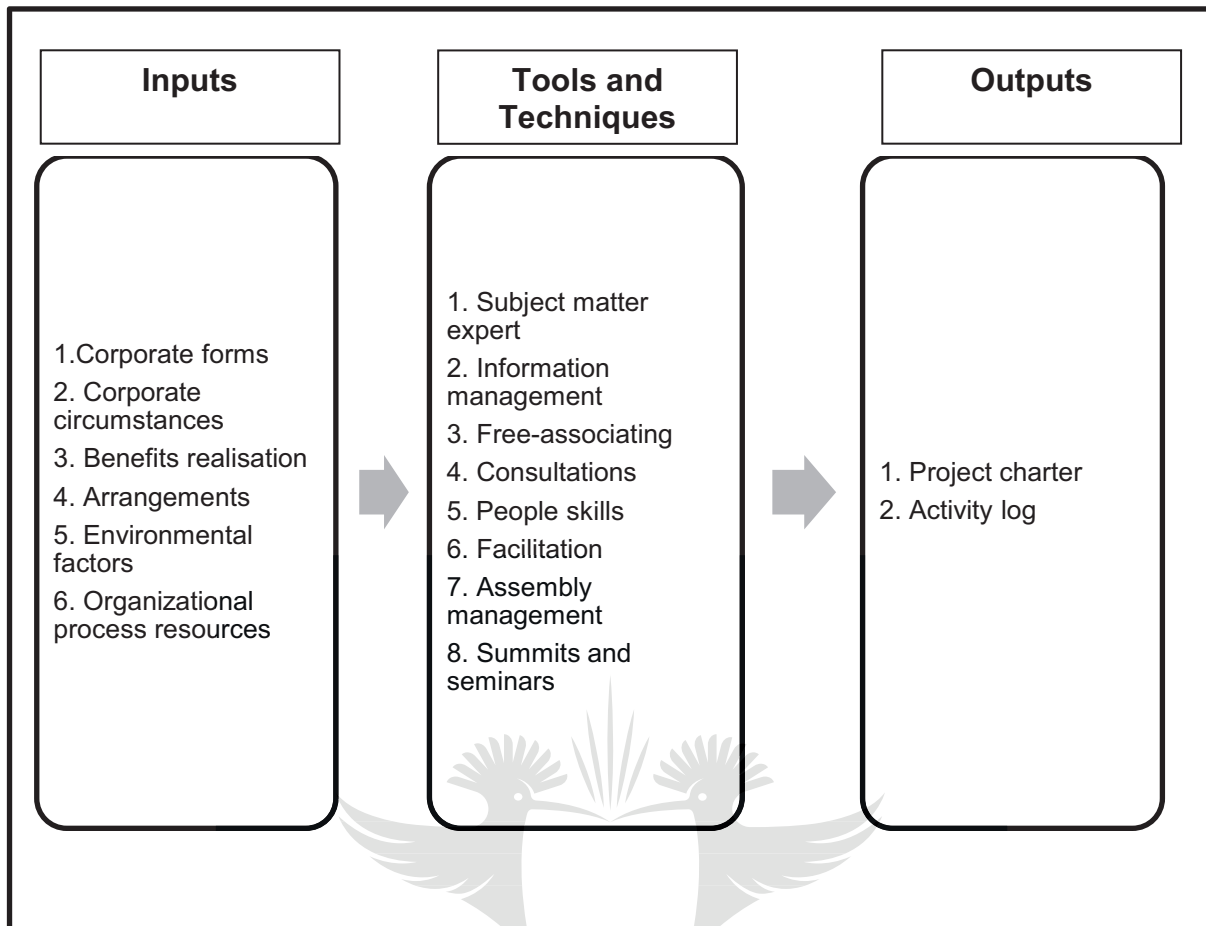 Inputs
Tools and
Techniques
Outputs
1.Corporate forms
2. Corporate
circumstances
3. Benefits realisation
4. Arrangements
5. Environmental
factors
6. Organizational
process resources
1. Subject matter
expert
2. Information
management
3. Free-associating
4. Consultations
5. People skills
6. Facilitation
7. Assembly
management
8. Summits and
seminars
1. Project charter
2. Activity log